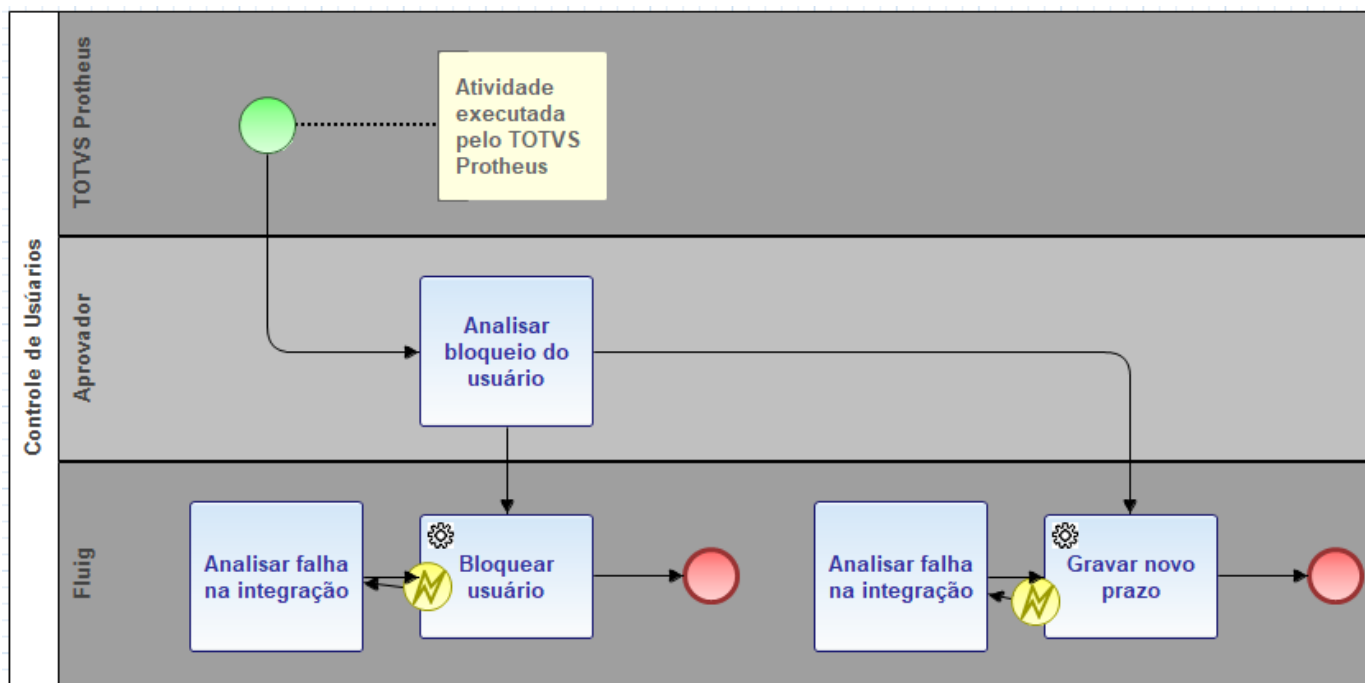 Controle de Usúarios
TOTVS Protheus
Atividade
executada
pelo TOTVS
Protheus
Aprovador
Analisar
bloqueio do
usuário
Fluig
Analisar falha
na integração
Bloquear
usuário
Analisar falha
na integração
Gravar novo
prazo